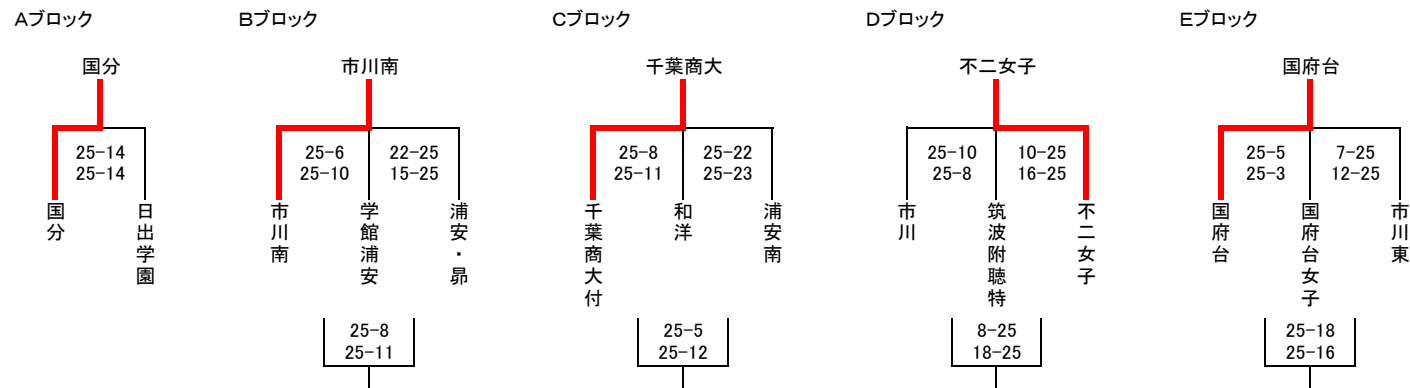 Aブロック
Bブロック
Cブロック
Dブロック
Eブロック
国分
市川南
千葉商大
不二女子
国府台
25-14
25-14
25-6
25-10
22-25
15-25
25-8
25-11
25-22
25-23
25-10
25-8
10-25
16-25
25-5
25-3
7-25
12-25
国分
日出学園
市川南
学館浦安
浦安・昴
千葉商大付
和洋
浦安南
市川
筑波附聴特
不二女子
国府台
国府台女子
市川東
25-8
25-11
25-5
25-12
8-25
18-25
25-18
25-16